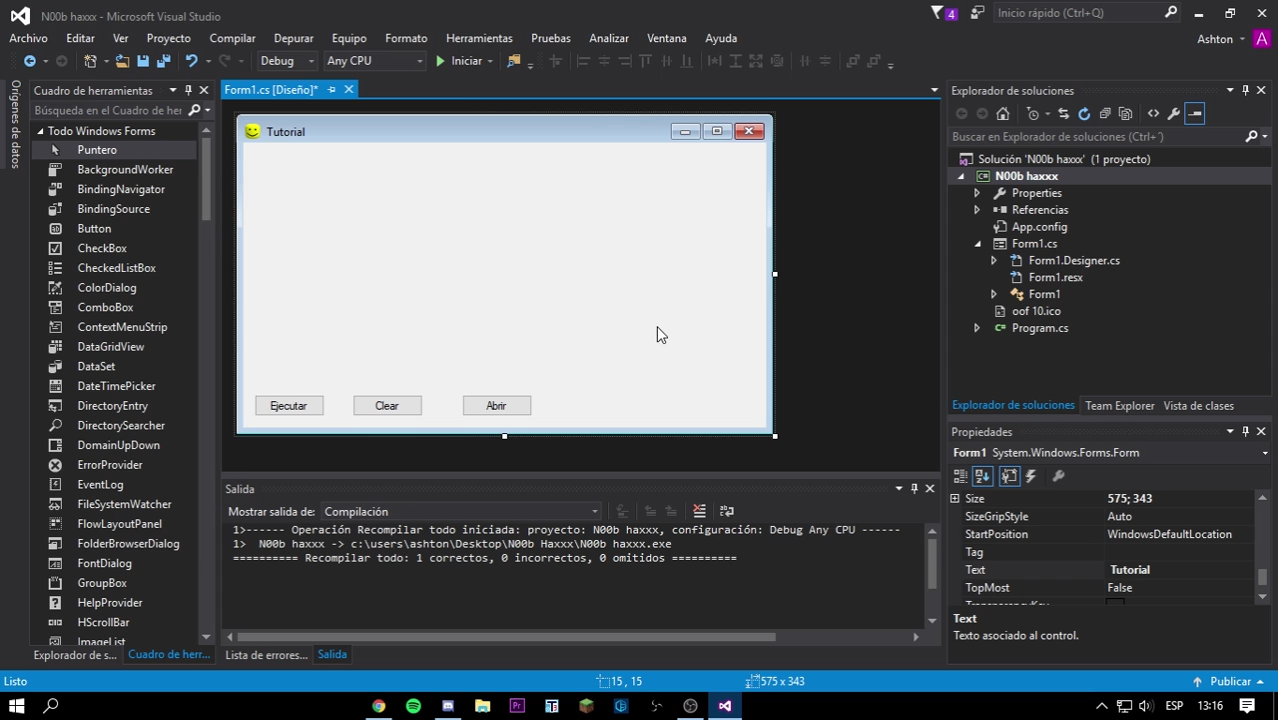 N00b haxxx - Microsoft Visual Studio
4
Inicio rápido (Ctrl+Q)
Archivo Editar Ver Proyecto Compilar Depurar Equipo Formato Herramientas Pruebas Analizar Ventana Ayuda
Ashton A
Debug Any CPU Iniciar
Orígenes de datos
Cuadro de herramientas
Búsqueda en el Cuadro de her
Todo Windows Forms
Puntero
BackgroundWorker
BindingNavigator
BindingSource
Button
CheckBox
CheckedListBox
ColorDialog
ComboBox
ContextMenuStrip
DataGridView
DataSet
DateTimePicker
DirectoryEntry
DirectorySearcher
DomainUpDown
ErrorProvider
EventLog
FileSystemWatcher
FlowLayoutPanel
FolderBrowserDialog
FontDialog
GroupBox
HelpProvider
HScrollBar
ImageList
Explorador de s... Cuadro de herr...
Form1.cs [Diseño]*
Tutorial
Ejecutar Clear Abrir
Salida
Mostrar salida de: Compilación
1>------ Operación Recompilar todo iniciada: proyecto: N00b haxxx, configuración: Debug Any CPU ------
1>  N00b haxxx -> c:\users\ashton\Desktop\N00b Haxxx\N00b haxxx.exe
========== Recompilar todo: 1 correctos, 0 incorrectos, 0 omitidos ==========
Lista de errores... Salida
Explorador de soluciones
Buscar en Explorador de soluciones (Ctrl+´)
Solución 'N00b haxxx' (1 proyecto)
C# N00b haxxx
Properties
Referencias
App.config
Form1.cs
Form1.Designer.cs
Form1.resx
Form1
oof 10.ico
C# Program.cs
Explorador de soluciones Team Explorer Vista de clases
Propiedades
Form1 System.Windows.Forms.Form
Size 575; 343
SizeGripStyle Auto
StartPosition WindowsDefaultLocation
Tag
Text Tutorial
TopMost False
Text
Texto asociado al control.
Listo 15 , 15 575 x 343 Publicar
Pr ESP 13:16